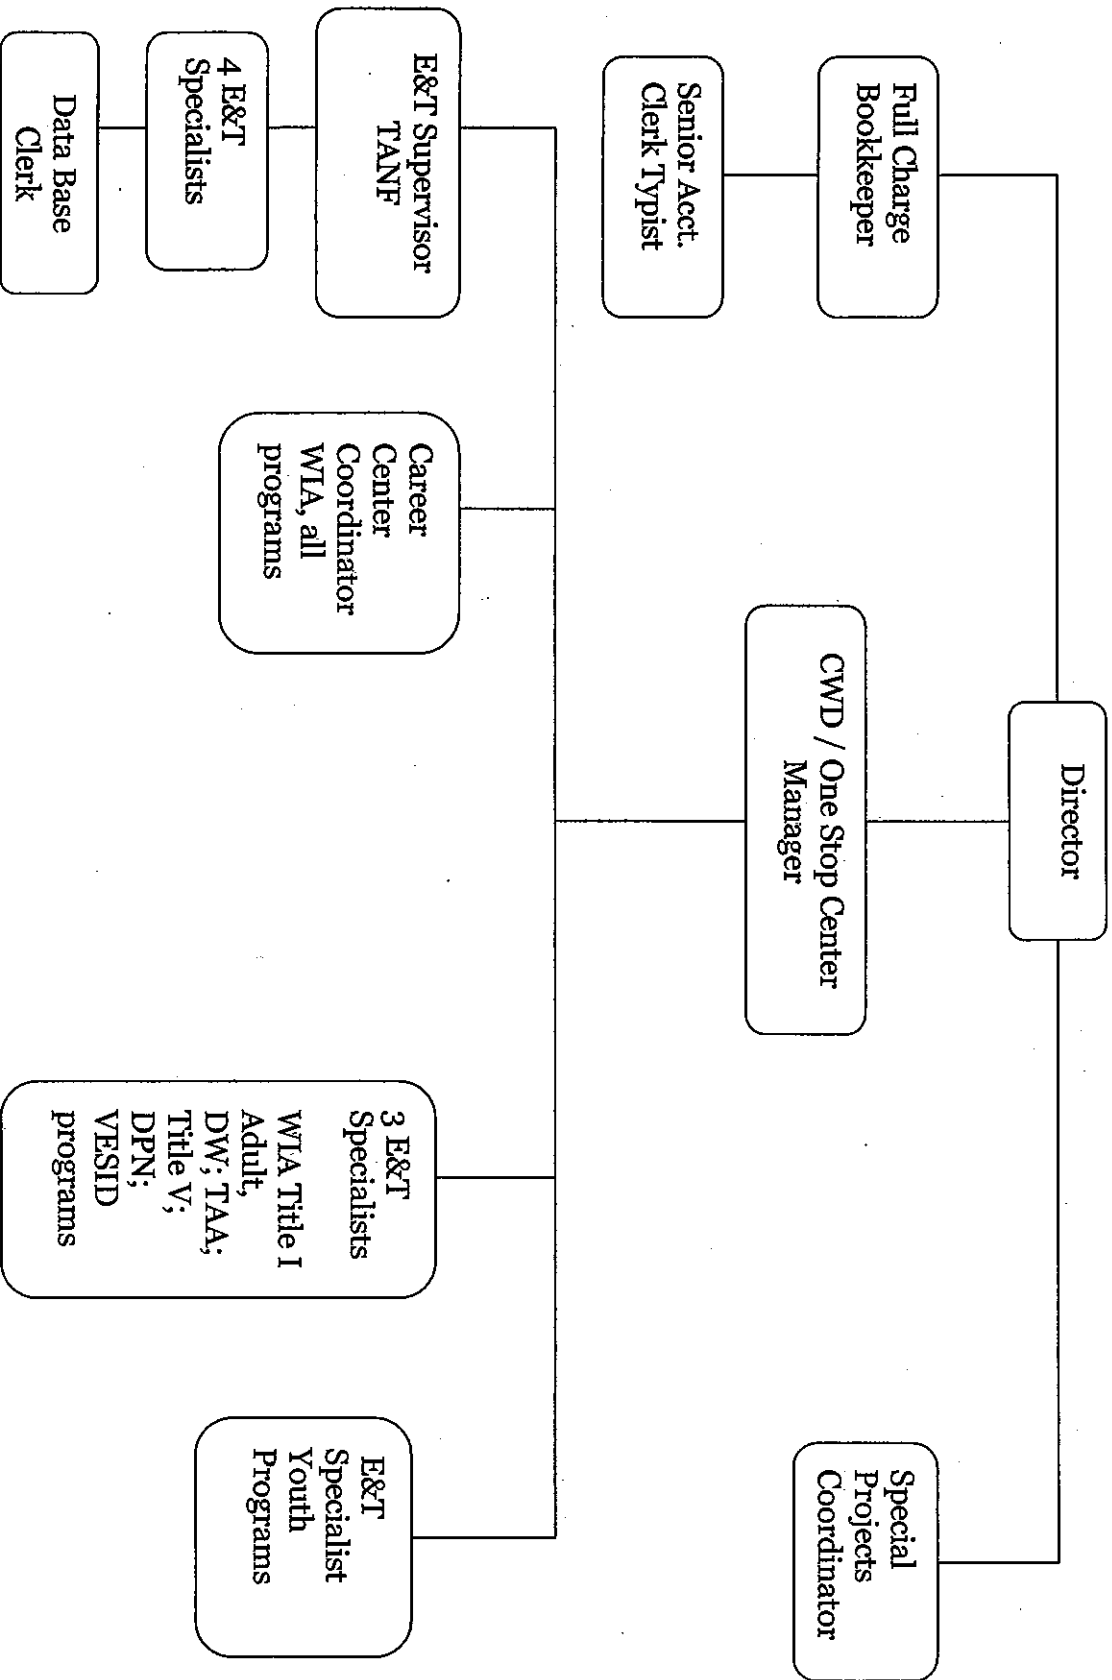 Director
Full Charge
Bookkeeper
Senior Acct.
Clerk Typist
CWD / One Stop Center
Manager
Special
Projects
Coordinator
E&T Supervisor
TANF
4 E&T
Specialists
Data Base
Clerk
Career
Center
Coordinator
WIA, all
programs
3 E&T
Specialists
WIA Title I
Adult,
DW; TAA;
Title V;
DPN;
VESID
programs
E&T
Specialist
Youth
Programs